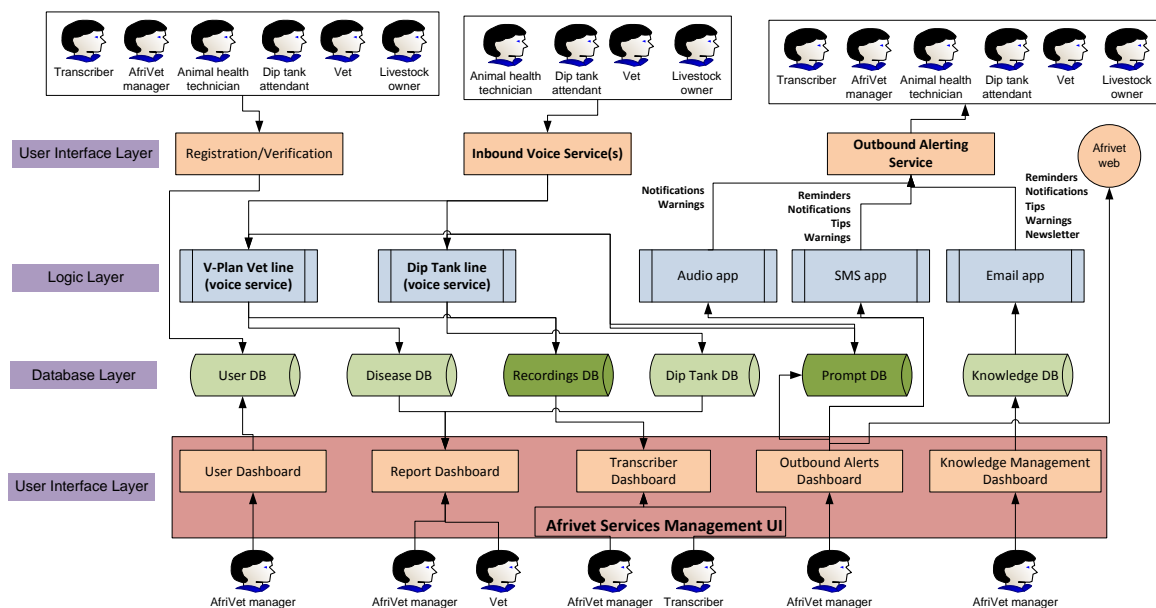 Transcriber
AfriVet
manager
Animal health
technician
Dip tank
attendant
Vet
Livestock
owner
Animal health
technician
Dip tank
attendant
Vet
Livestock
owner
Transcriber
AfriVet
manager
Animal health
technician
Dip tank
attendant
Vet
Livestock
owner
User Interface Layer
Registration/Verification
Inbound Voice Service(s)
Outbound Alerting
Service
Afrivet
web
Notifications
Warnings
Reminders
Notifications
Tips
Warnings
Reminders
Notifications
Tips
Warnings
Newsletter
Logic Layer
V-Plan Vet line
(voice service)
Dip Tank line
(voice service)
Audio app
SMS app
Email app
Database Layer
User DB
Disease DB
Recordings DB
Dip Tank DB
Prompt DB
Knowledge DB
User Interface Layer
User Dashboard
Report Dashboard
Transcriber
Dashboard
Outbound Alerts
Dashboard
Knowledge Management
Dashboard
Afrivet Services Management UI
AfriVet manager
AfriVet manager
Vet
AfriVet manager
Transcriber
AfriVet manager
AfriVet manager